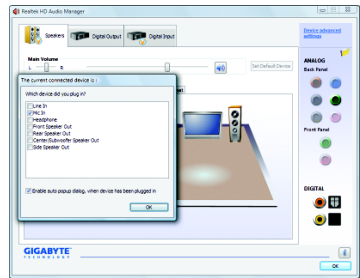 Realtek HD Audio Manager
Speakers
Digital Output
Digital Input
Device advanced settings
Main Volume
L
R
Set Default Device
The current connected device is :
Which device did you plug in?
Line In
Mic In
Headphone
Front Speaker Out
Rear Speaker Out
Center/Subwoofer Speaker Out
Side Speaker Out
Enable auto popup dialog, when device has been plugged in
OK
ANALOG
Back Panel
Front Panel
DIGITAL
GIGABYTE
TECHNOLOGY
OK